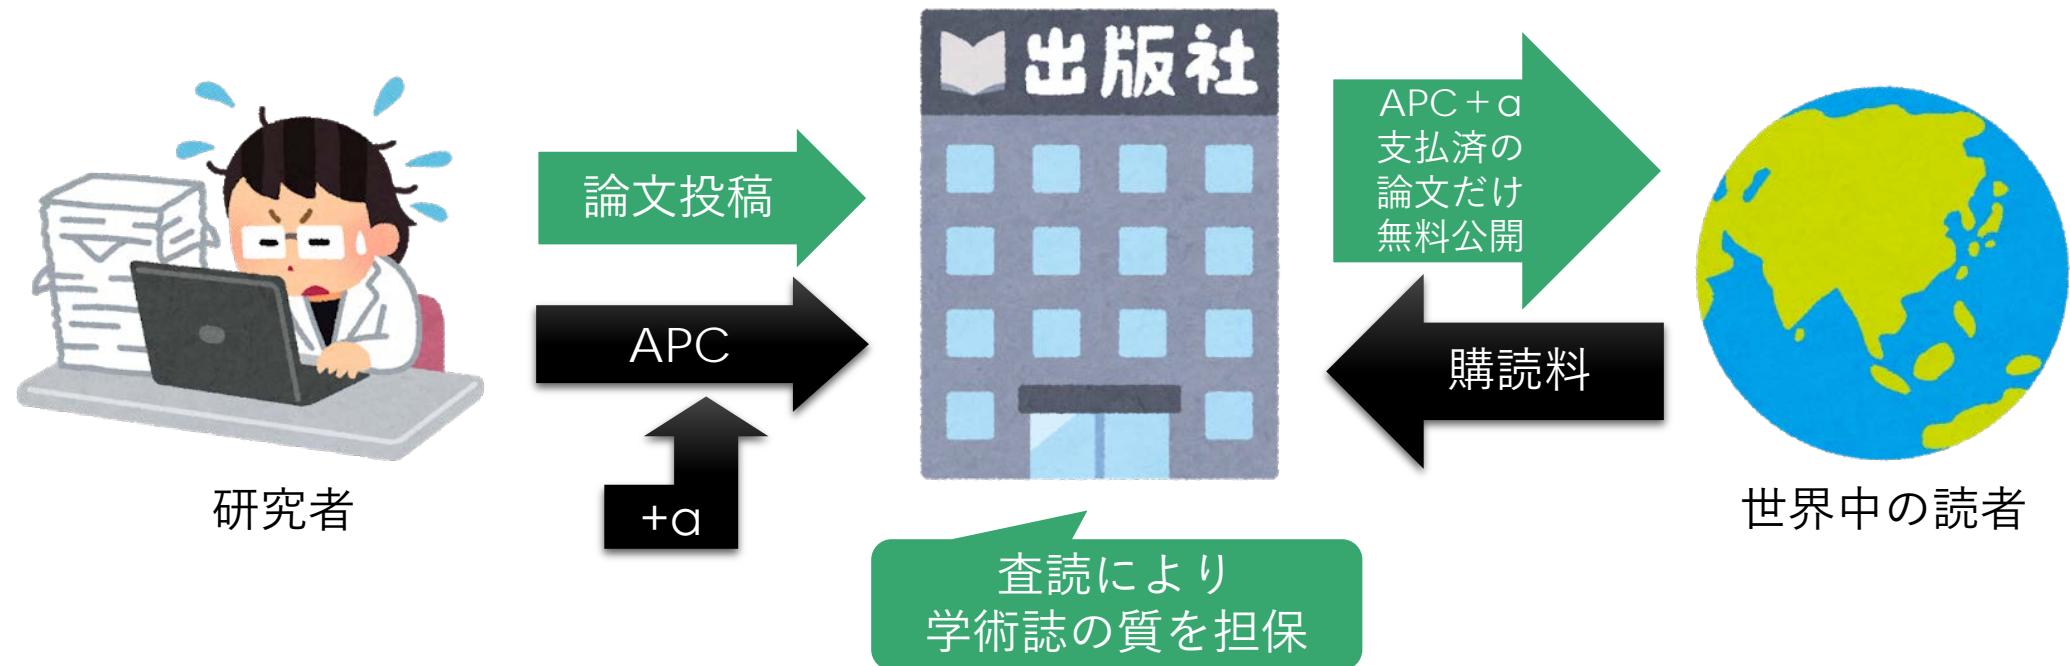 出版社
論文投稿
APC
+α
研究者
APC+α
支払済の
論文だけ
無料公開
購読料
世界中の読者
査読により
学術誌の質を担保